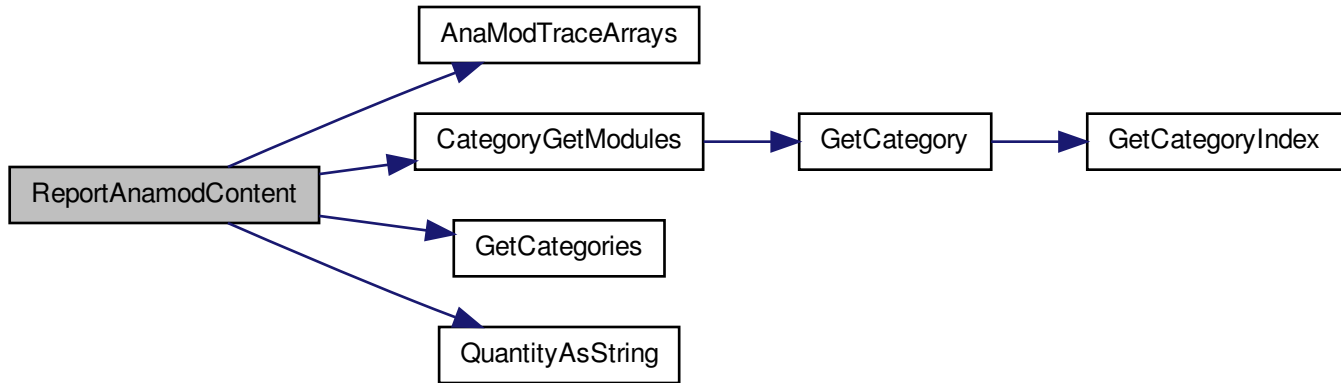 AnaModTraceArrays
CategoryGetModules
GetCategory
GetCategoryIndex
ReportAnamodContent
GetCategories
QuantityAsString